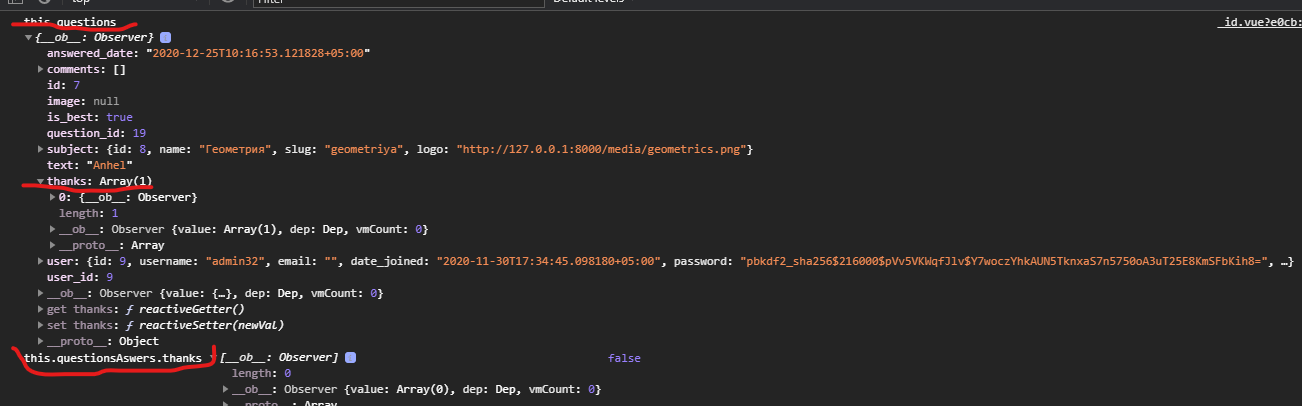 top
Filter
Default levels
this.questions
_id.vue?e0cb:
{__ob__: Observer} i
answered_date: "2020-12-25T10:16:53.121828+05:00"
comments: []
id: 7
image: null
is_best: true
question_id: 19
subject: {id: 8, name: "Геометрия", slug: "geometriya", logo: "http://127.0.0.1:8000/media/geometrics.png"}
text: "Anhel"
thanks: Array(1)
0: {__ob__: Observer}
length: 1
__ob__: Observer {value: Array(1), dep: Dep, vmCount: 0}
__proto__: Array
user: {id: 9, username: "admin32", email: "", date_joined: "2020-11-30T17:34:45.098180+05:00", password: "pbkdf2_sha256$216000$pVv5VKWqfJlv$Y7woczYhkAUN5TknxaS7n5750oA3uT25E8KmSFbKih8=", …}
user_id: 9
__ob__: Observer {value: {…}, dep: Dep, vmCount: 0}
get thanks: ƒ reactiveGetter()
set thanks: ƒ reactiveSetter(newVal)
__proto__: Object
this.questionsAswers.thanks [__ob__: Observer] i false
length: 0
__ob__: Observer {value: Array(0), dep: Dep, vmCount: 0}
__proto__: Array